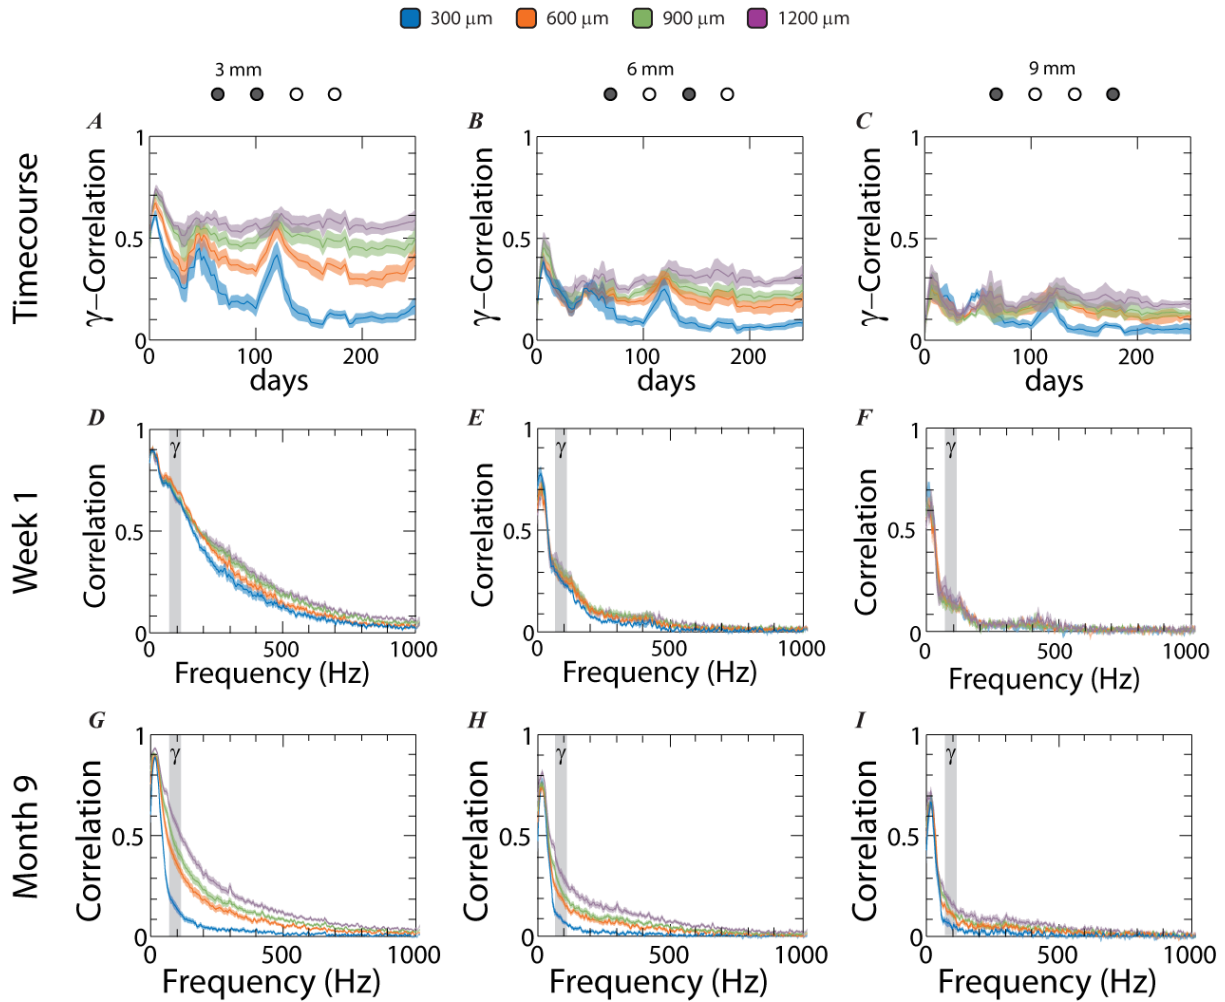 300 μm 600 μm 900 μm 1200 μm
3 mm 6 mm 9 mm
Timecourse
A
γ–Correlation
1
0.5
0
0 100 200
days
B
γ–Correlation
1
0.5
0
0 100 200
days
C
γ–Correlation
1
0.5
0
0 100 200
days
Week 1
D
Correlation
γ
1
0.5
0
0 500 1000
Frequency (Hz)
E
Correlation
γ
1
0.5
0
0 500 1000
Frequency (Hz)
F
Correlation
γ
1
0.5
0
0 500 1000
Frequency (Hz)
Month 9
G
Correlation
γ
1
0.5
0
0 500 1000
Frequency (Hz)
H
Correlation
γ
1
0.5
0
0 500 1000
Frequency (Hz)
I
Correlation
γ
1
0.5
0
0 500 1000
Frequency (Hz)